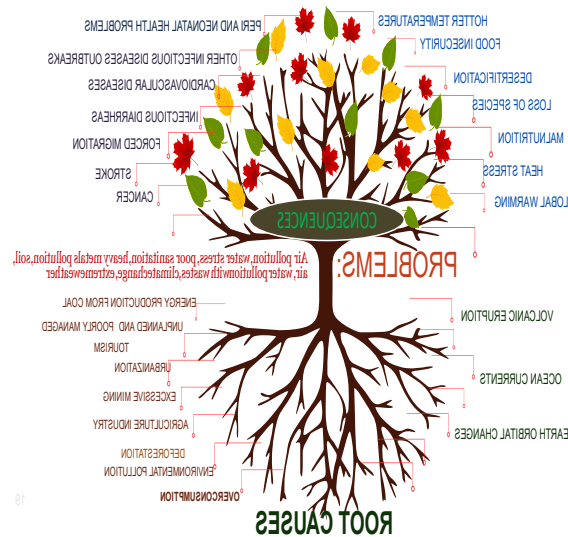 HOTTER TEMPERATURES
FOOD INSECURITY
DESERTIFICATION
LOSS OF SPECIES
MALNUTRITION
HEAT STRESS
LOBAL WARMING
PERI AND NEONATAL HEALTH PROBLEMS
OTHER INFECTIOUS DISEASES OUTBREAKS
CARDIOVASCULAR DISEASES
INFECTIOUS DIARRHEAS
FORCED MIGRATION
STROKE
CANCER
CONSEQUENCES
PROBLEMS:
Air pollution, water stress, poor sanitation, heavy metals pollution, soil,
air, water pollutionwith wastes,climatechange,extremeweather
VOLCANIC ERUPTION
OCEAN CURRENTS
EARTH ORBITAL CHANGES
ENERGY PRODUCTION FROM COAL
UNPLANNED AND POORLY MANAGED
TOURISM
URBANIZATION
EXCESSIVE MINING
AGRICULTURE INDUSTRY
DEFORESTATION
ENVIRONMENTAL POLLUTION
OVERCONSUMPTION
ROOT CAUSES
19